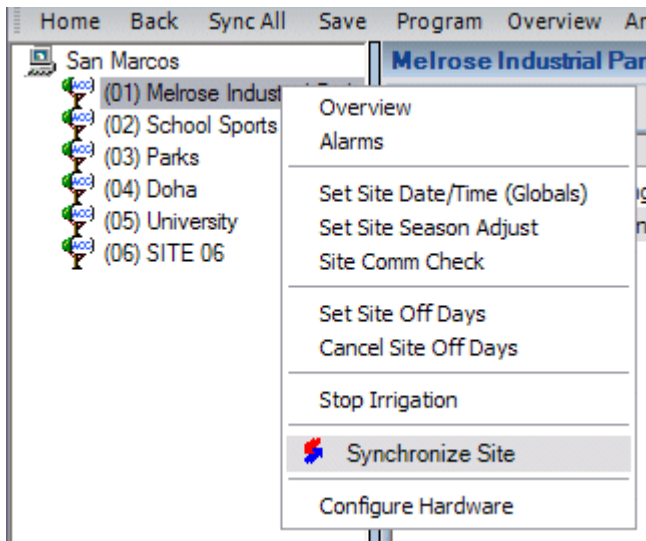 Home Back Sync All Save Program Overview
San Marcos
Melrose Industrial
(01) Melrose
(02) School Sports
(03) Parks
(04) Doha
(05) University
(06) SITE 06
Overview
Alarms
Set Site Date/Time (Globals)
Set Site Season Adjust
Site Comm Check
Set Site Off Days
Cancel Site Off Days
Stop Irrigation
Synchronize Site
Configure Hardware